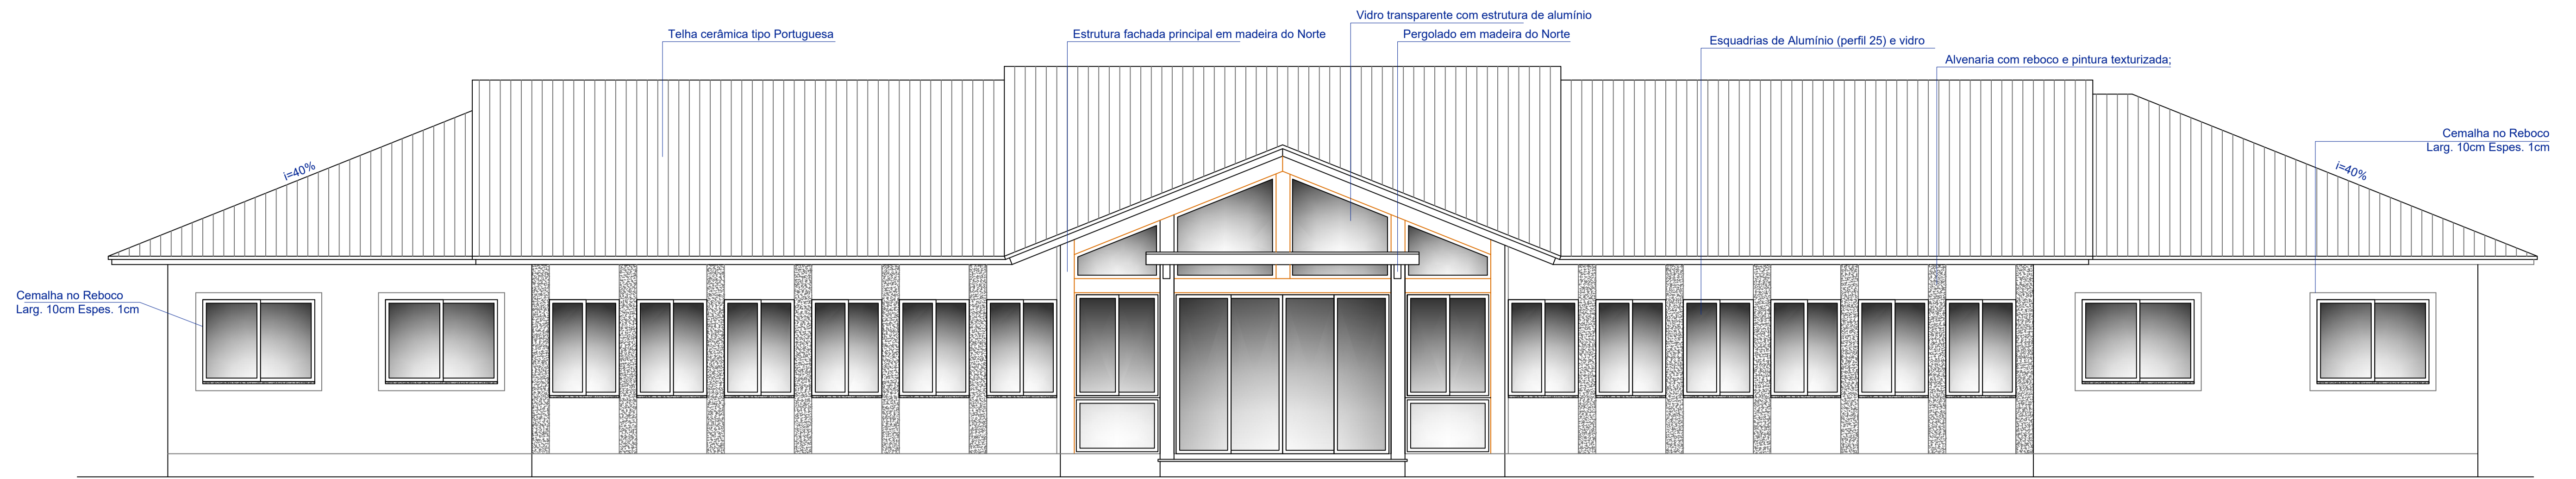 Vidro transparente com estrutura de alumínio
Telha cerâmica tipo Portuguesa
Estrutura fachada principal em madeira do Norte
Pergolado em madeira do Norte
Esquadrias de Alumínio (perfil 25) e vidro
Alvenaria com reboco e pintura texturizada;
Cemalha no Reboco
Larg. 10cm Espes. 1cm
i=40%
i=40%
Cemalha no Reboco
Larg. 10cm Espes. 1cm